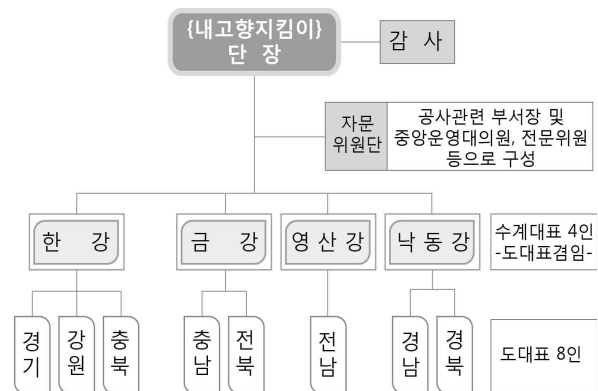 {내고향지킴이}
단 장
감 사
자문
위원단
공사관련 부서장 및
중앙운영대의원, 전문위원
등으로 구성
한 강
금 강
영 산 강
낙 동 강
수계대표 4인
-도대표겸임-
경기
강원
충북
충남
전북
전남
경남
경북
도대표 8인